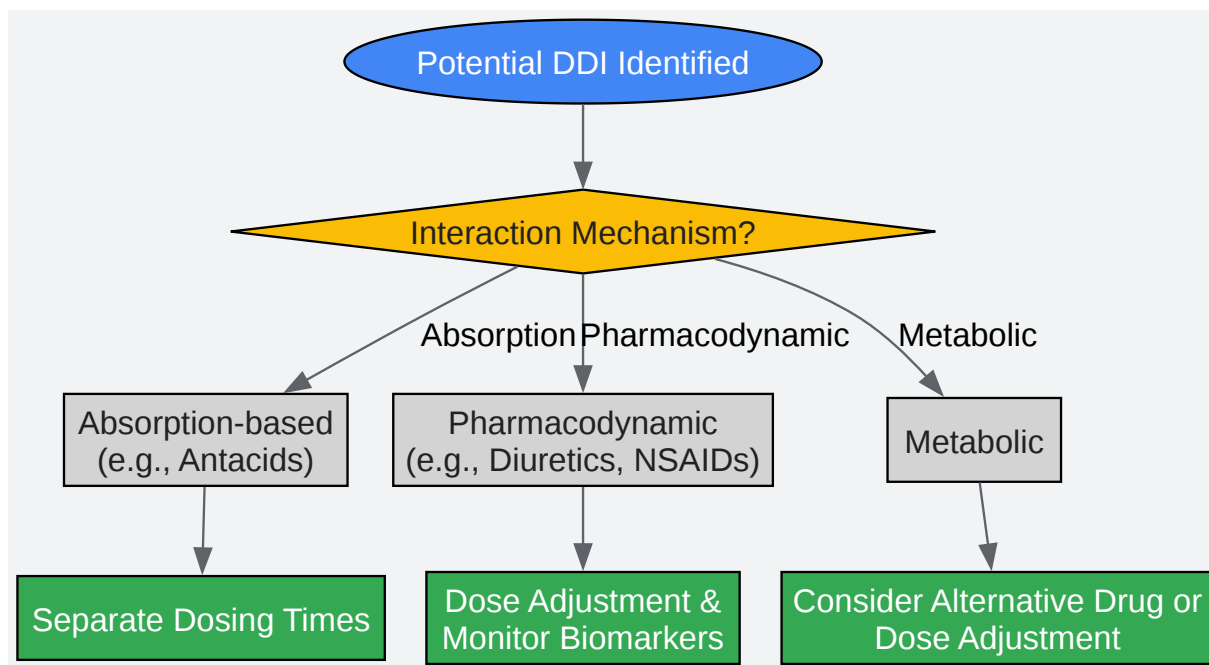 Potential DDI Identified
Interaction Mechanism?
Absorption
Pharmacodynamic
Metabolic
Absorption-based
(e.g., Antacids)
Pharmacodynamic
(e.g., Diuretics, NSAIDs)
Metabolic
Separate Dosing Times
Dose Adjustment &
Monitor Biomarkers
Consider Alternative Drug or
Dose Adjustment